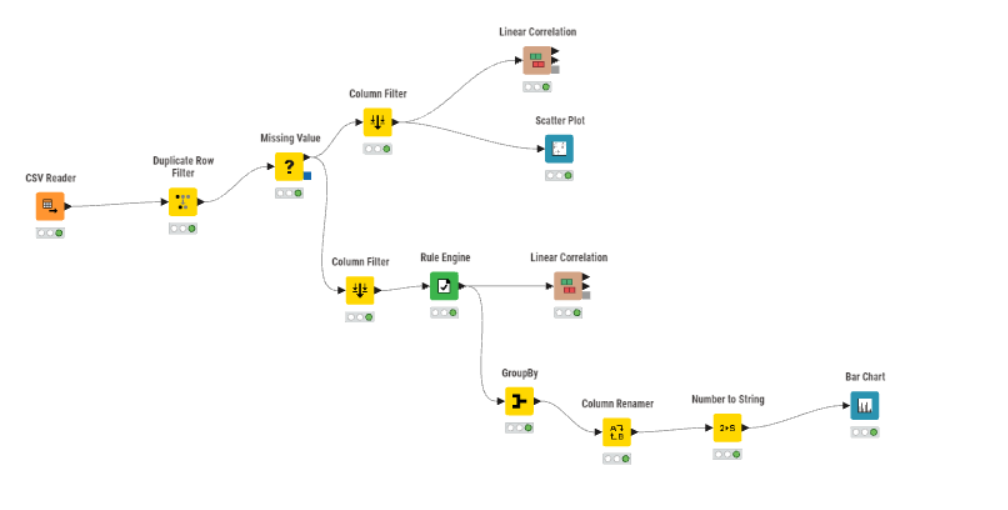 Linear Correlation
Column Filter
Scatter Plot
Missing Value
?
Duplicate Row
Filter
CSV Reader
Column Filter
Rule Engine
Linear Correlation
GroupBy
Column Renamer
Number to String
Bar Chart
A
B
2▸S